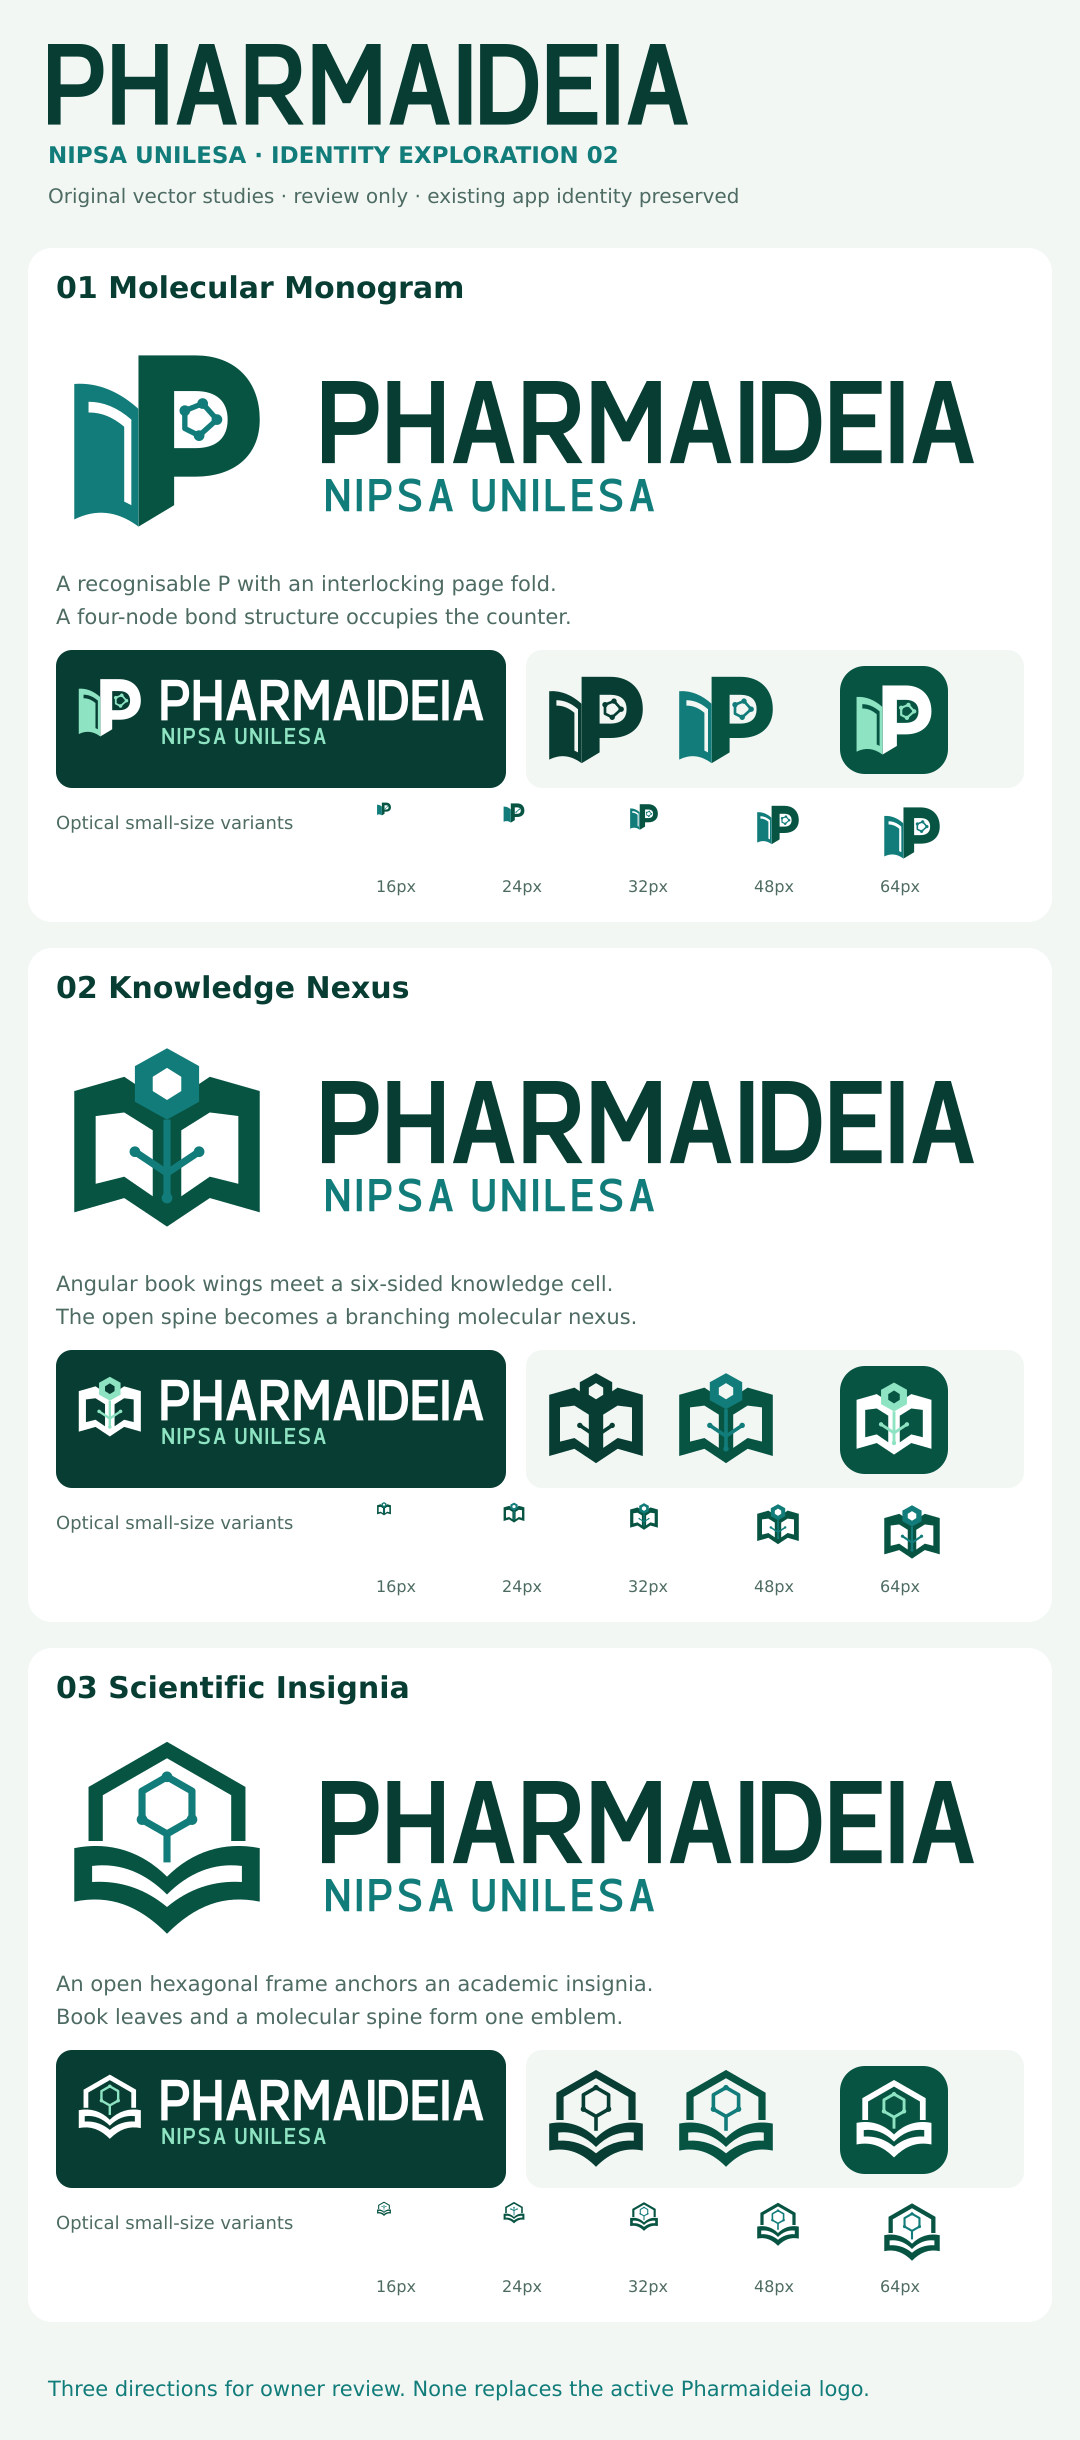 PHARMAIDEIA
NIPSA UNILESA · IDENTITY EXPLORATION 02
Original vector studies · review only · existing app identity preserved
01 Molecular Monogram
PHARMAIDEIA
NIPSA UNILESA
A recognisable P with an interlocking page fold.
A four-node bond structure occupies the counter.
PHARMAIDEIA
NIPSA UNILESA
Optical small-size variants
16px 24px 32px 48px 64px
02 Knowledge Nexus
PHARMAIDEIA
NIPSA UNILESA
Angular book wings meet a six-sided knowledge cell.
The open spine becomes a branching molecular nexus.
PHARMAIDEIA
NIPSA UNILESA
Optical small-size variants
16px 24px 32px 48px 64px
03 Scientific Insignia
PHARMAIDEIA
NIPSA UNILESA
An open hexagonal frame anchors an academic insignia.
Book leaves and a molecular spine form one emblem.
PHARMAIDEIA
NIPSA UNILESA
Optical small-size variants
16px 24px 32px 48px 64px
Three directions for owner review. None replaces the active Pharmaideia logo.